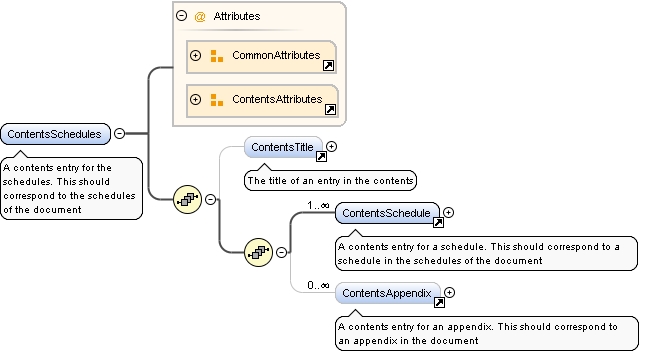 Attributes
CommonAttributes
ContentsAttributes
ContentsSchedules
A contents entry for the
schedules. This should
correspond to the schedules
of the document
ContentsTitle
The title of an entry in the contents
1..∞
ContentsSchedule
A contents entry for a schedule. This should correspond to a
schedule in the schedules of the document
0..∞
ContentsAppendix
A contents entry for an appendix. This should correspond to
an appendix in the document